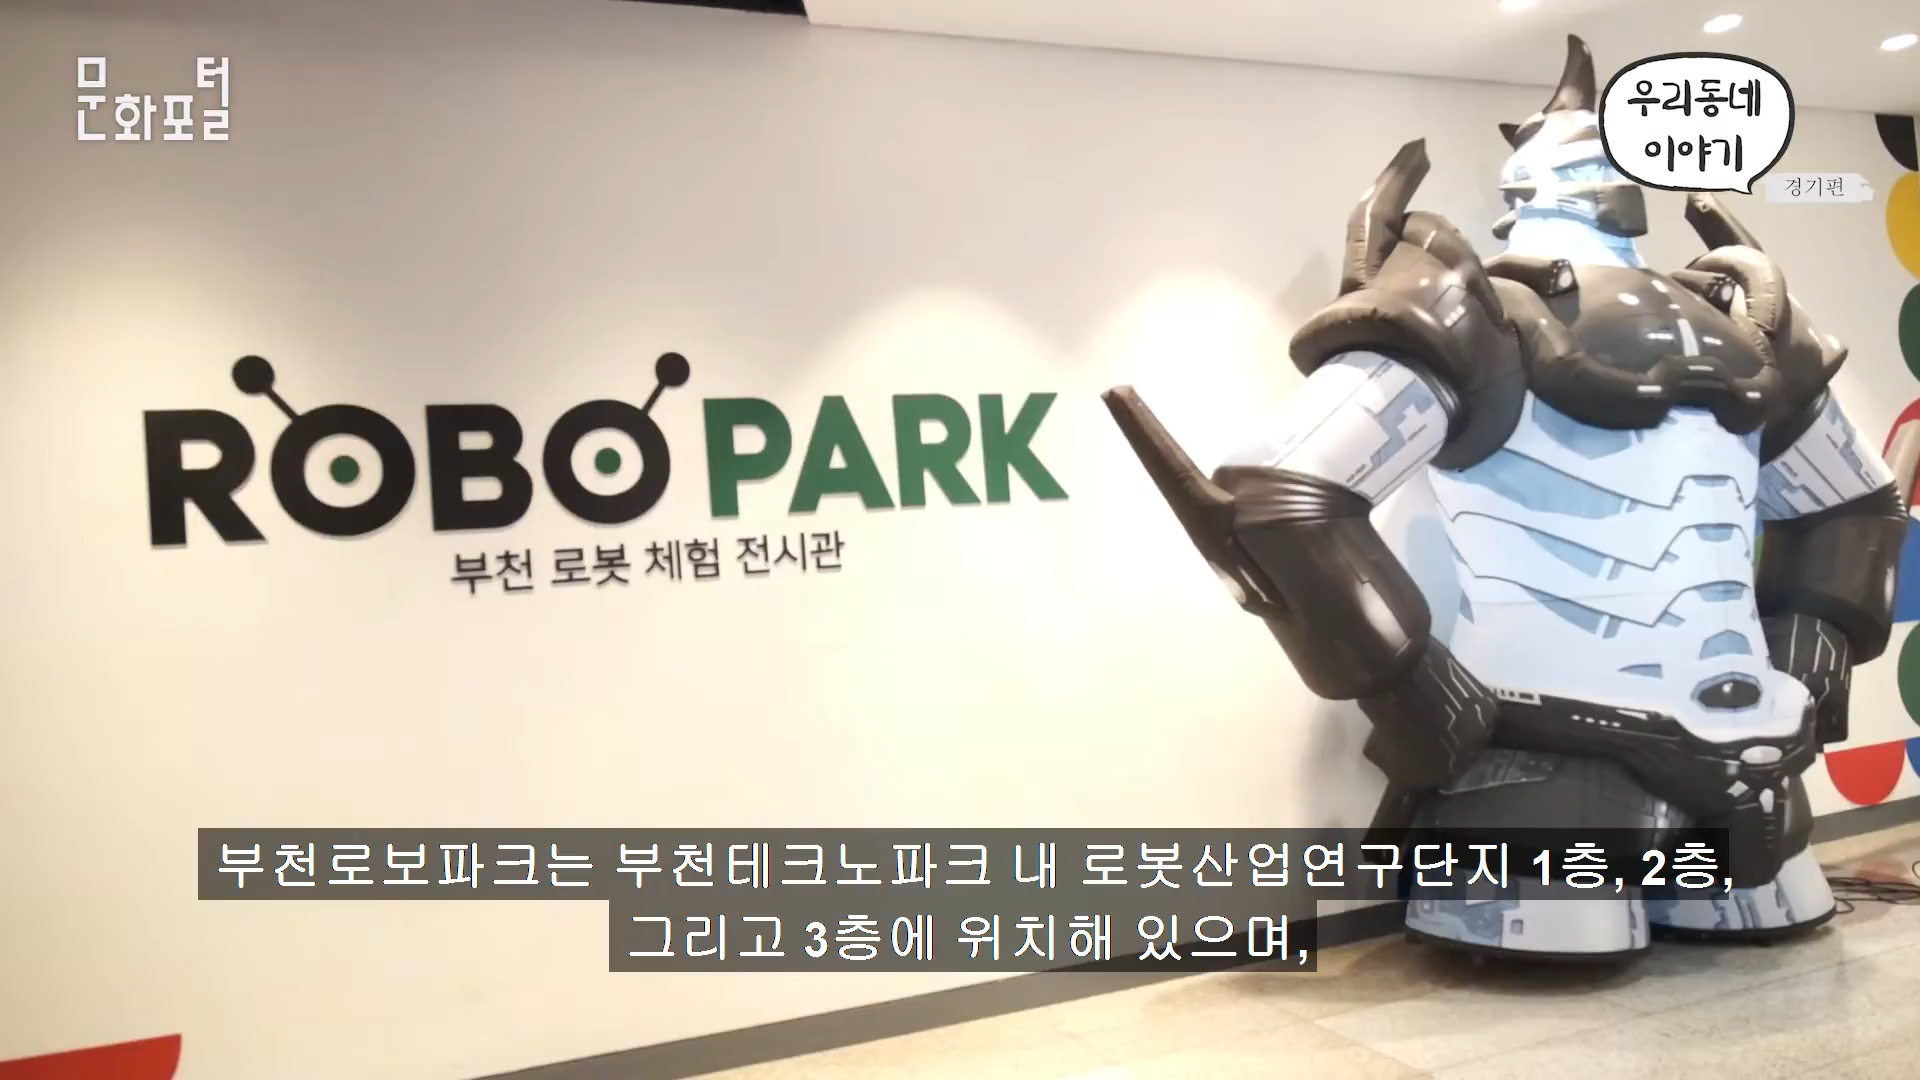 문화포털
우리동네
이야기
경기편
ROBO PARK
부천 로봇 체험 전시관
부천로보파크는 부천테크노파크 내 로봇산업연구단지 1층, 2층,
그리고 3층에 위치해 있으며,